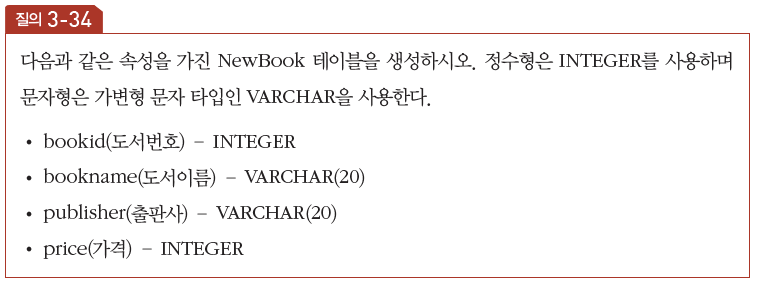 질의 3-34
다음과 같은 속성을 가진 NewBook 테이블을 생성하시오. 정수형은 INTEGER를 사용하며
문자형은 가변형 문자 타입인 VARCHAR을 사용한다.
• bookid(도서번호) - INTEGER
• bookname(도서이름) - VARCHAR(20)
• publisher(출판사) - VARCHAR(20)
• price(가격) - INTEGER